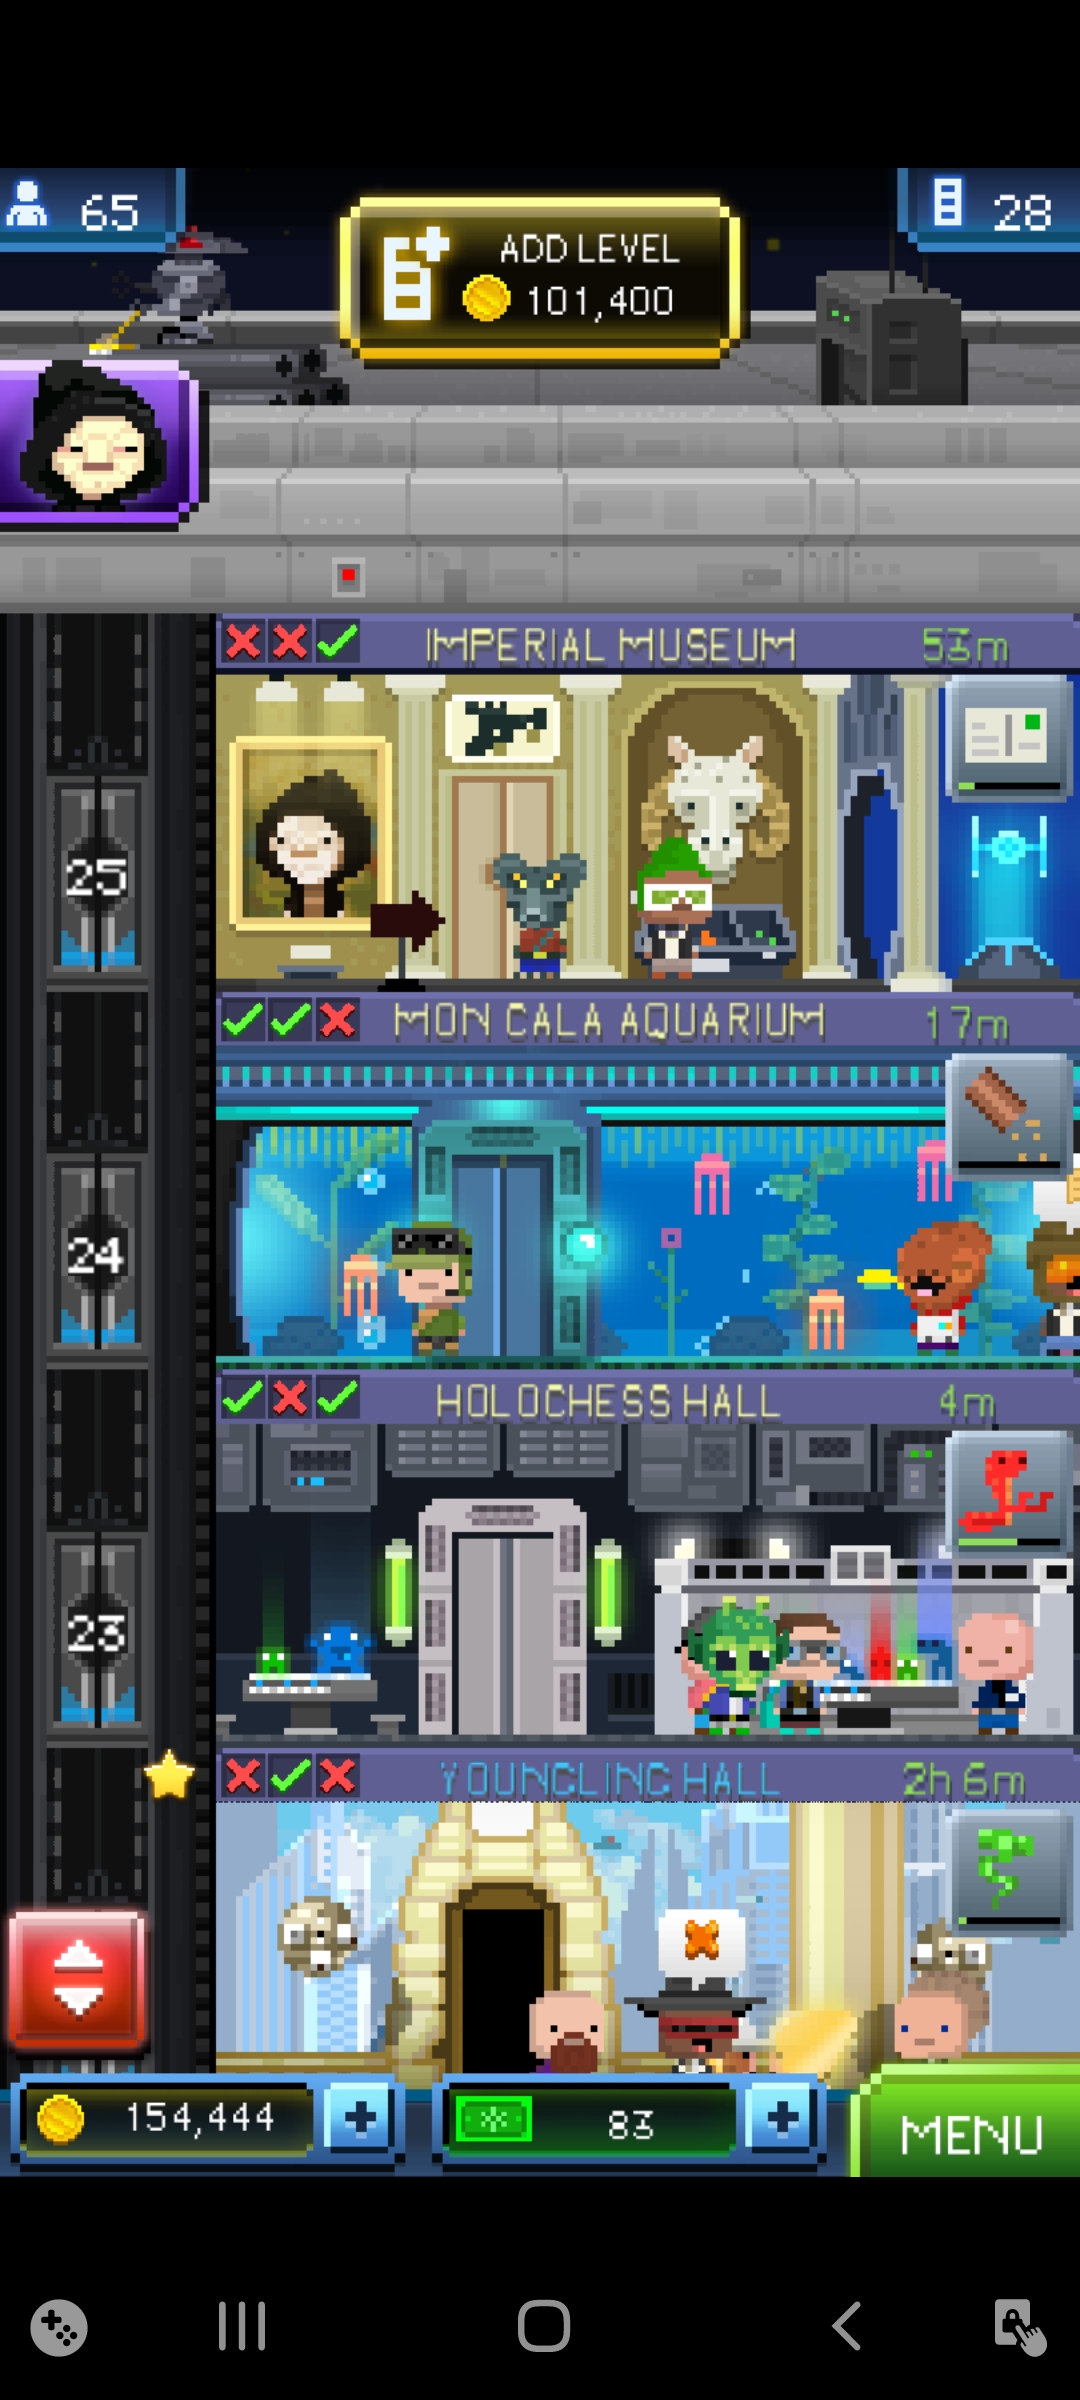 65
ADD LEVEL
101,400
28
IMPERIAL MUSEUM 53m
25
MON CALA AQUARIUM 17m
24
HOLOCHESS HALL 4m
23
YOUNGLING HALL 2h 6m
154,444
83
MENU